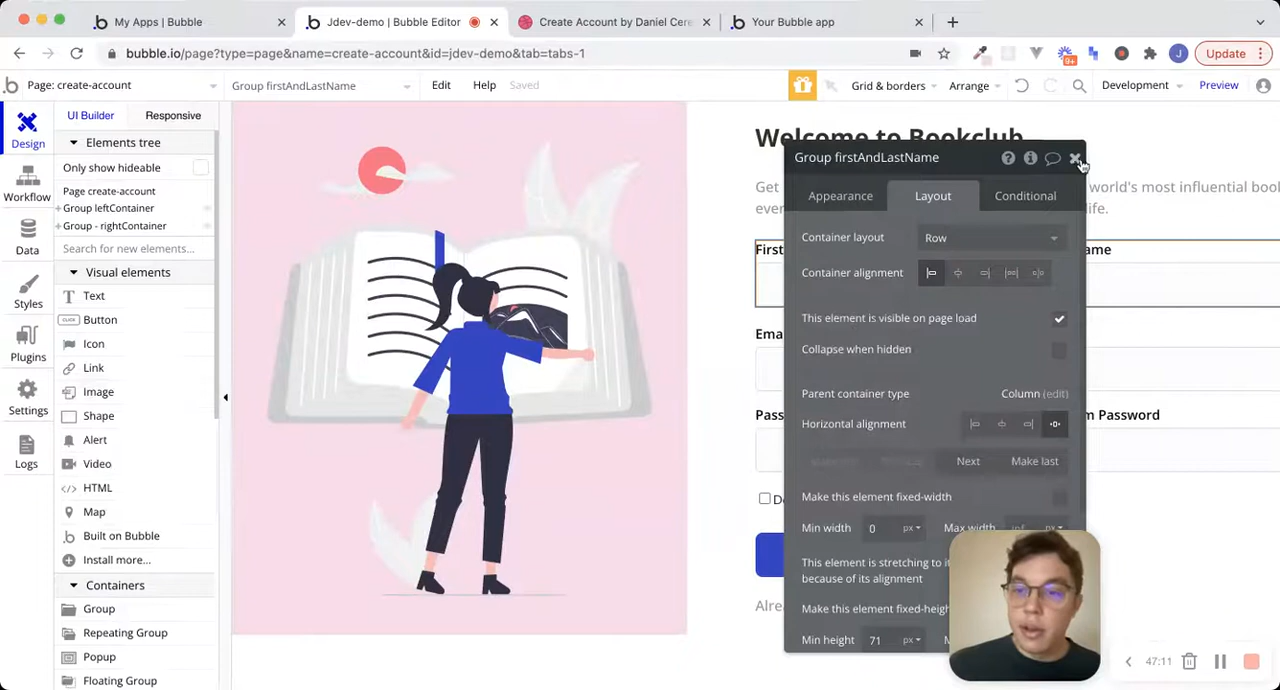 My Apps | Bubble
Jdev-demo | Bubble Editor
Create Account by Daniel Cere
Your Bubble app
bubble.io/page?type=page&name=create-account&id=jdev-demo&tab=tabs-1
9+
J
Update
Page: create-account
Group firstAndLastName
Edit
Help
Saved
Grid & borders
Arrange
Development
Preview
Design
Workflow
Data
Styles
Plugins
Settings
Logs
UI Builder
Responsive
Elements tree
Only show hideable
Page create-account
Group leftContainer
Group - rightContainer
Search for new elements...
Visual elements
Text
CLICK
Button
Icon
Link
Image
Shape
Alert
Video
</> HTML
Map
Built on Bubble
Install more...
Containers
Group
Repeating Group
Popup
Floating Group
Welcome to Bookclub
Get
world's most influential boo
ever
life.
First
ame
Ema
Pass
m Password
Alre
Group firstAndLastName
Appearance
Layout
Conditional
Container layout
Row
Container alignment
This element is visible on page load
Collapse when hidden
Parent container type
Column (edit)
Horizontal alignment
Next
Make last
Make this element fixed-width
Min width
0
px
Max width
inf
px
This element is stretching to it
because of its alignment
Make this element fixed-heigh
Min height
71
px
47:11